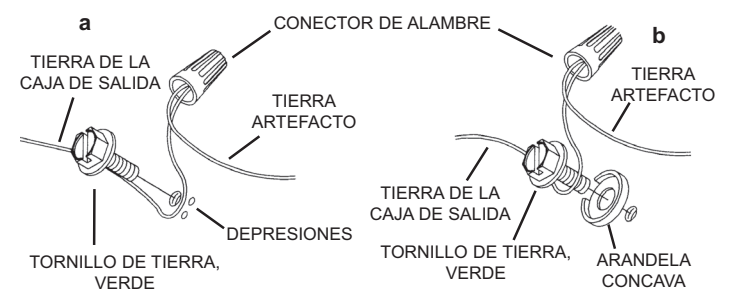 a
CONECTOR DE ALAMBRE
b
TIERRA DE LA
CAJA DE SALIDA
TIERRA
ARTEFACTO
DEPRESIONES
TORNILLO DE TIERRA,
VERDE
TIERRA
ARTEFACTO
TIERRA DE LA
CAJA DE SALIDA
TORNILLO DE TIERRA,
VERDE
ARANDELA
CONCAVA